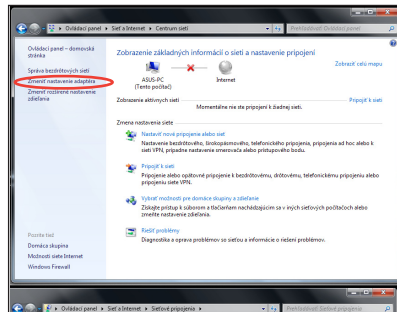 Ovládací panel ▸ Sieť a Internet ▸ Centrum sietí
Prehľadávať: Ovládací panel
Ovládací panel – domovská stránka
Správa bezdrôtových sietí
Zmeniť nastavenie adaptéra
Zmeniť rozšírené nastavenie zdieľania
Zobrazenie základných informácií o sieti a nastavenie pripojení
Zobraziť celú mapu
ASUS-PC
(Tento počítač)
Internet
Zobrazenie aktívnych sietí
Pripojiť k sieti
Momentálne nie ste pripojení k žiadnej sieti.
Zmena nastavenia siete
Nastaviť nové pripojenie alebo sieť
Nastavenie bezdrôtového, širokopásmového, telefonického pripojenia, pripojenia ad hoc alebo k
sieti VPN, prípadne nastavenie smerovača alebo prístupového bodu.
Pripojiť k sieti
Pripojenie alebo opätovné pripojenie k bezdrôtovému, drôtovému, telefonickému pripojeniu alebo
pripojeniu siete VPN.
Vybrať možnosti pre domáce skupiny a zdieľanie
Získajte prístup k súborom a tlačiarňam nachádzajúcim sa v iných sieťových počítačoch alebo
zmeňte nastavenie zdieľania.
Riešiť problémy
Diagnostika a oprava problémov so sieťou a informácie o riešení problémov.
Pozrite tiež
Domáca skupina
Možnosti siete Internet
Windows Firewall
Ovládací panel ▸ Sieť a Internet ▸ Sieťové pripojenia ▸
Prehľadávať: Sieťové pripojenia